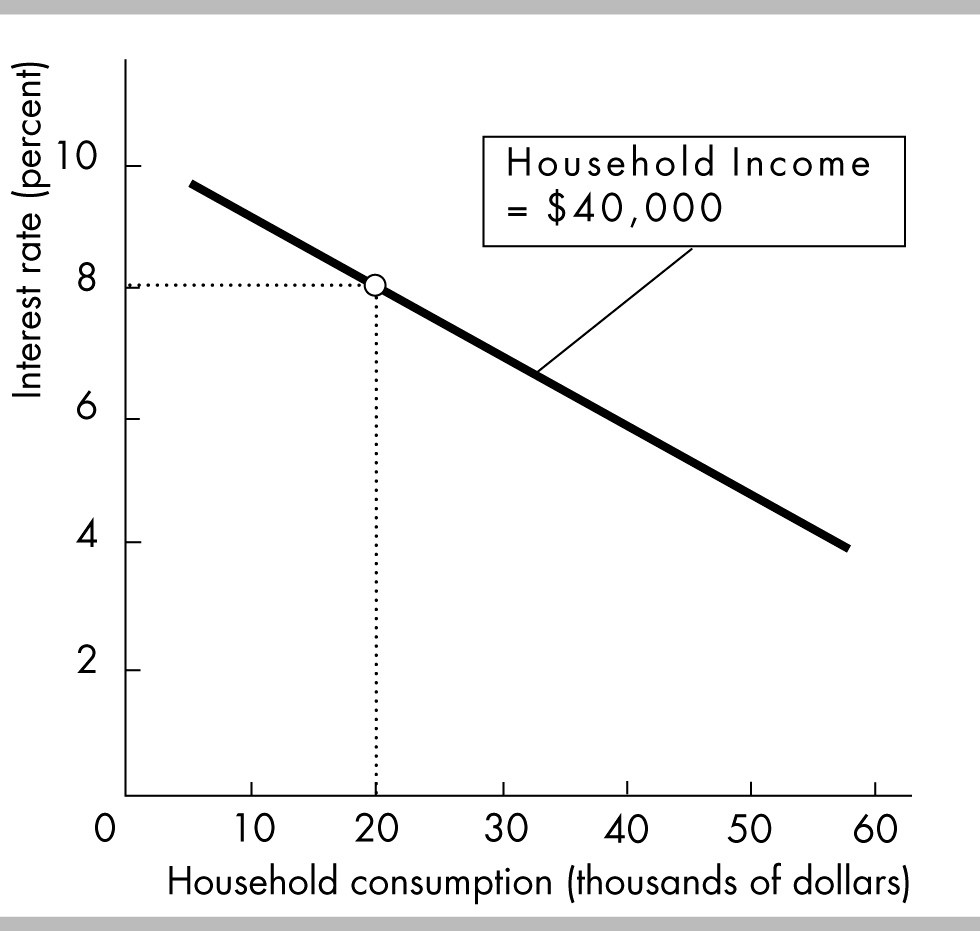 Interest rate (percent)
10
8
6
4
2
Household Income
= $40,000
0 10 20 30 40 50 60
Household consumption (thousands of dollars)